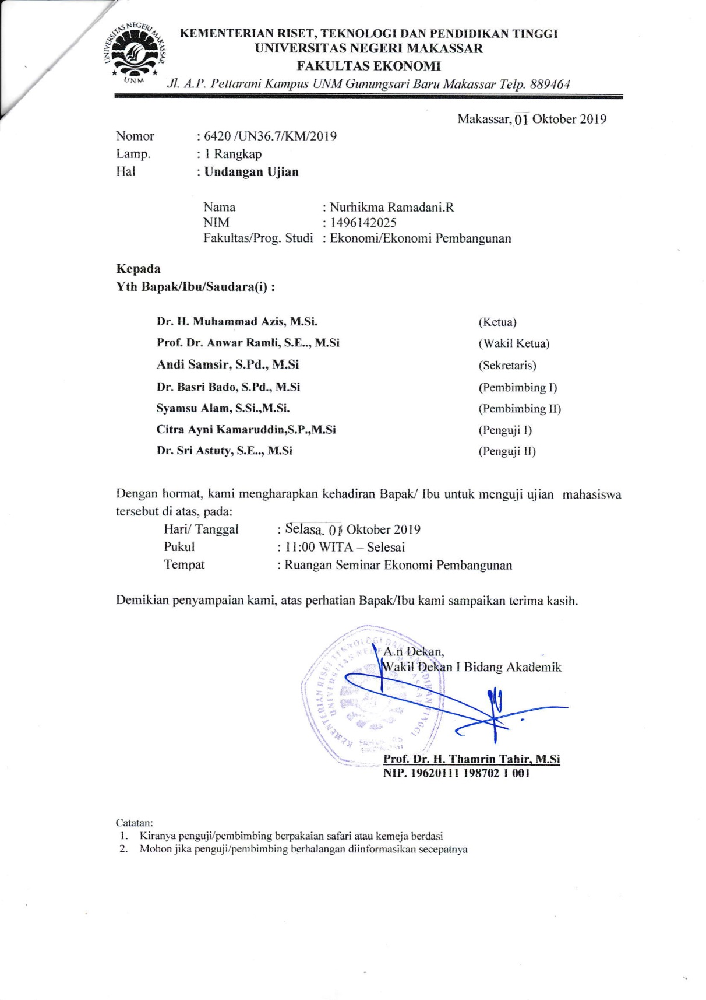 UNIVERSITAS NEGERI MAKASSAR
UNM
KEMENTERIAN RISET, TEKNOLOGI DAN PENDIDIKAN TINGGI
UNIVERSITAS NEGERI MAKASSAR
FAKULTAS EKONOMI
Jl. A.P. Pettarani Kampus UNM Gunungsari Baru Makassar Telp. 889464
Makassar, 01 Oktober 2019
Nomor : 6420 /UN36.7/KM/2019
Lamp. : 1 Rangkap
Hal : Undangan Ujian
Nama : Nurhikma Ramadani.R
NIM : 1496142025
Fakultas/Prog. Studi : Ekonomi/Ekonomi Pembangunan
Kepada
Yth Bapak/Ibu/Saudara(i) :
Dr. H. Muhammad Azis, M.Si. (Ketua)
Prof. Dr. Anwar Ramli, S.E.., M.Si (Wakil Ketua)
Andi Samsir, S.Pd., M.Si (Sekretaris)
Dr. Basri Bado, S.Pd., M.Si (Pembimbing I)
Syamsu Alam, S.Si.,M.Si. (Pembimbing II)
Citra Ayni Kamaruddin,S.P.,M.Si (Penguji I)
Dr. Sri Astuty, S.E.., M.Si (Penguji II)
Dengan hormat, kami mengharapkan kehadiran Bapak/ Ibu untuk menguji ujian mahasiswa
tersebut di atas, pada:
Hari/ Tanggal : Selasa, 01 Oktober 2019
Pukul : 11:00 WITA – Selesai
Tempat : Ruangan Seminar Ekonomi Pembangunan
Demikian penyampaian kami, atas perhatian Bapak/Ibu kami sampaikan terima kasih.
KEMENTERIAN RISET TEKNOLOGI DAN PENDIDIKAN TINGGI
UNIVERSITAS NEGERI MAKASSAR
A.n Dekan,
Wakil Dekan I Bidang Akademik
Prof. Dr. H. Thamrin Tahir, M.Si
NIP. 19620111 198702 1 001
Catatan:
1. Kiranya penguji/pembimbing berpakaian safari atau kemeja berdasi
2. Mohon jika penguji/pembimbing berhalangan diinformasikan secepatnya